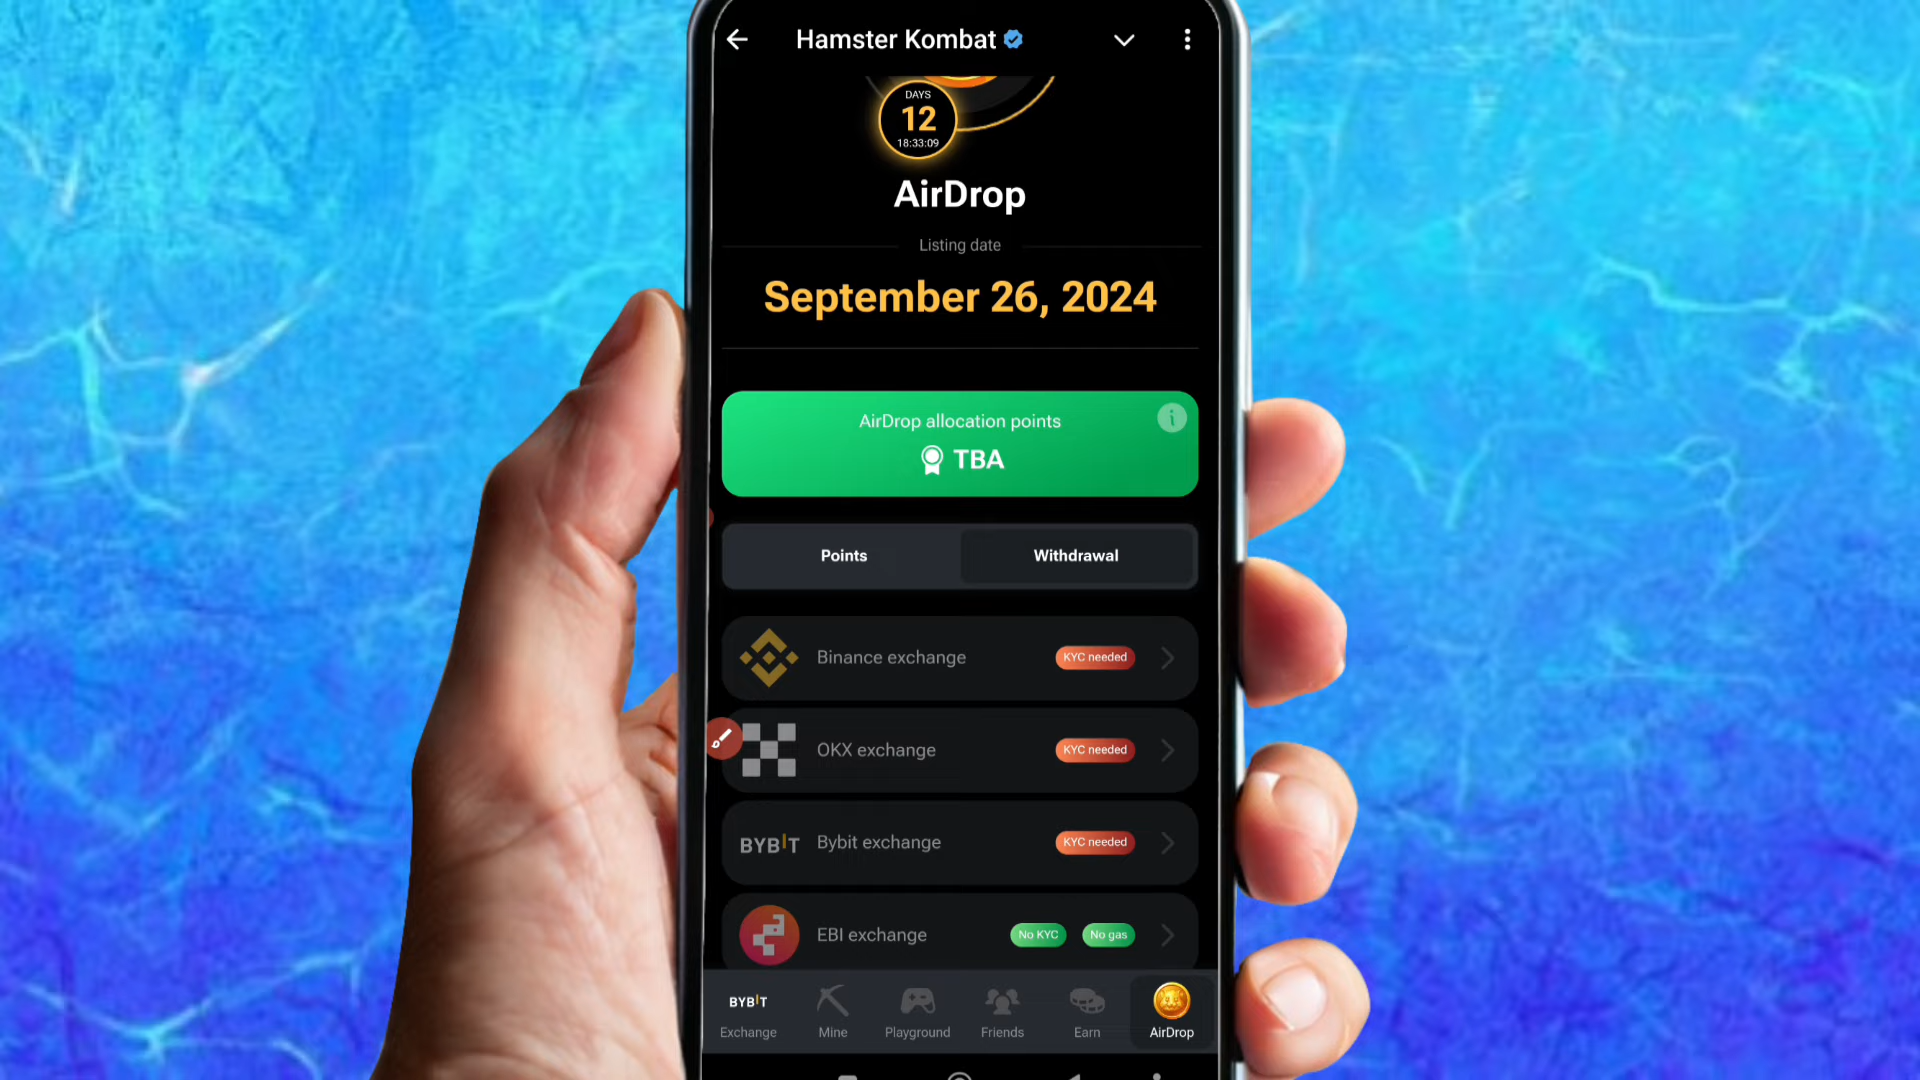 Hamster Kombat
DAYS
12
18:33:09
AirDrop
Listing date
September 26, 2024
AirDrop allocation points
i
TBA
Points
Withdrawal
Binance exchange
KYC needed
OKX exchange
KYC needed
BYBIT
Bybit exchange
KYC needed
EBI exchange
No KYC
No gas
BYBIT
Exchange
Mine
Playground
Friends
Earn
AirDrop